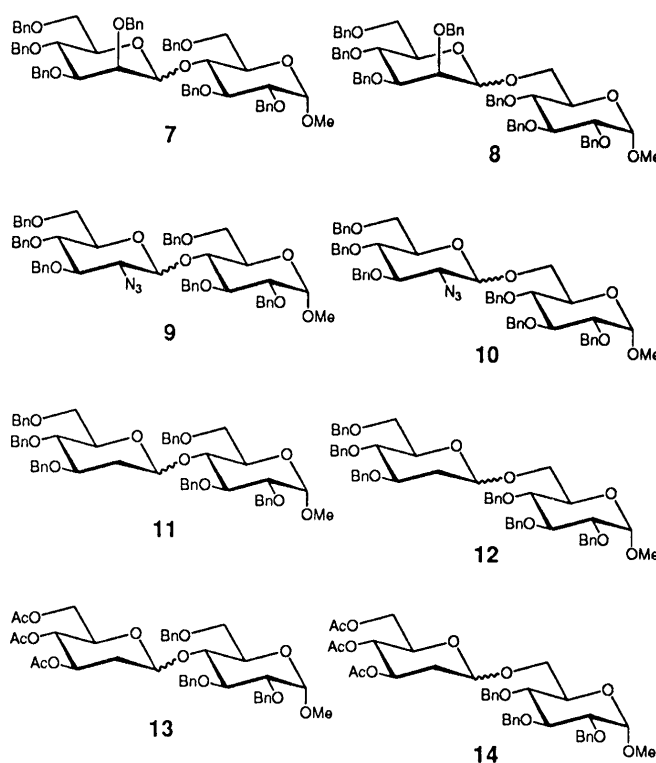 BnO OBn
BnO O BnO
BnO O O
BnO
BnO OMe
7
BnO OBn
BnO O
BnO O
BnO O
BnO
BnO OMe
8
BnO
BnO O BnO
BnO O O
N3 BnO
BnO OMe
9
BnO
BnO O
BnO O
N3 BnO O
BnO
BnO OMe
10
BnO
BnO O BnO
BnO O O
BnO
BnO OMe
11
BnO
BnO O
BnO O
BnO O
BnO
BnO OMe
12
AcO
AcO O BnO
AcO O O
BnO
BnO OMe
13
AcO
AcO O
AcO O
BnO O
BnO
BnO OMe
14